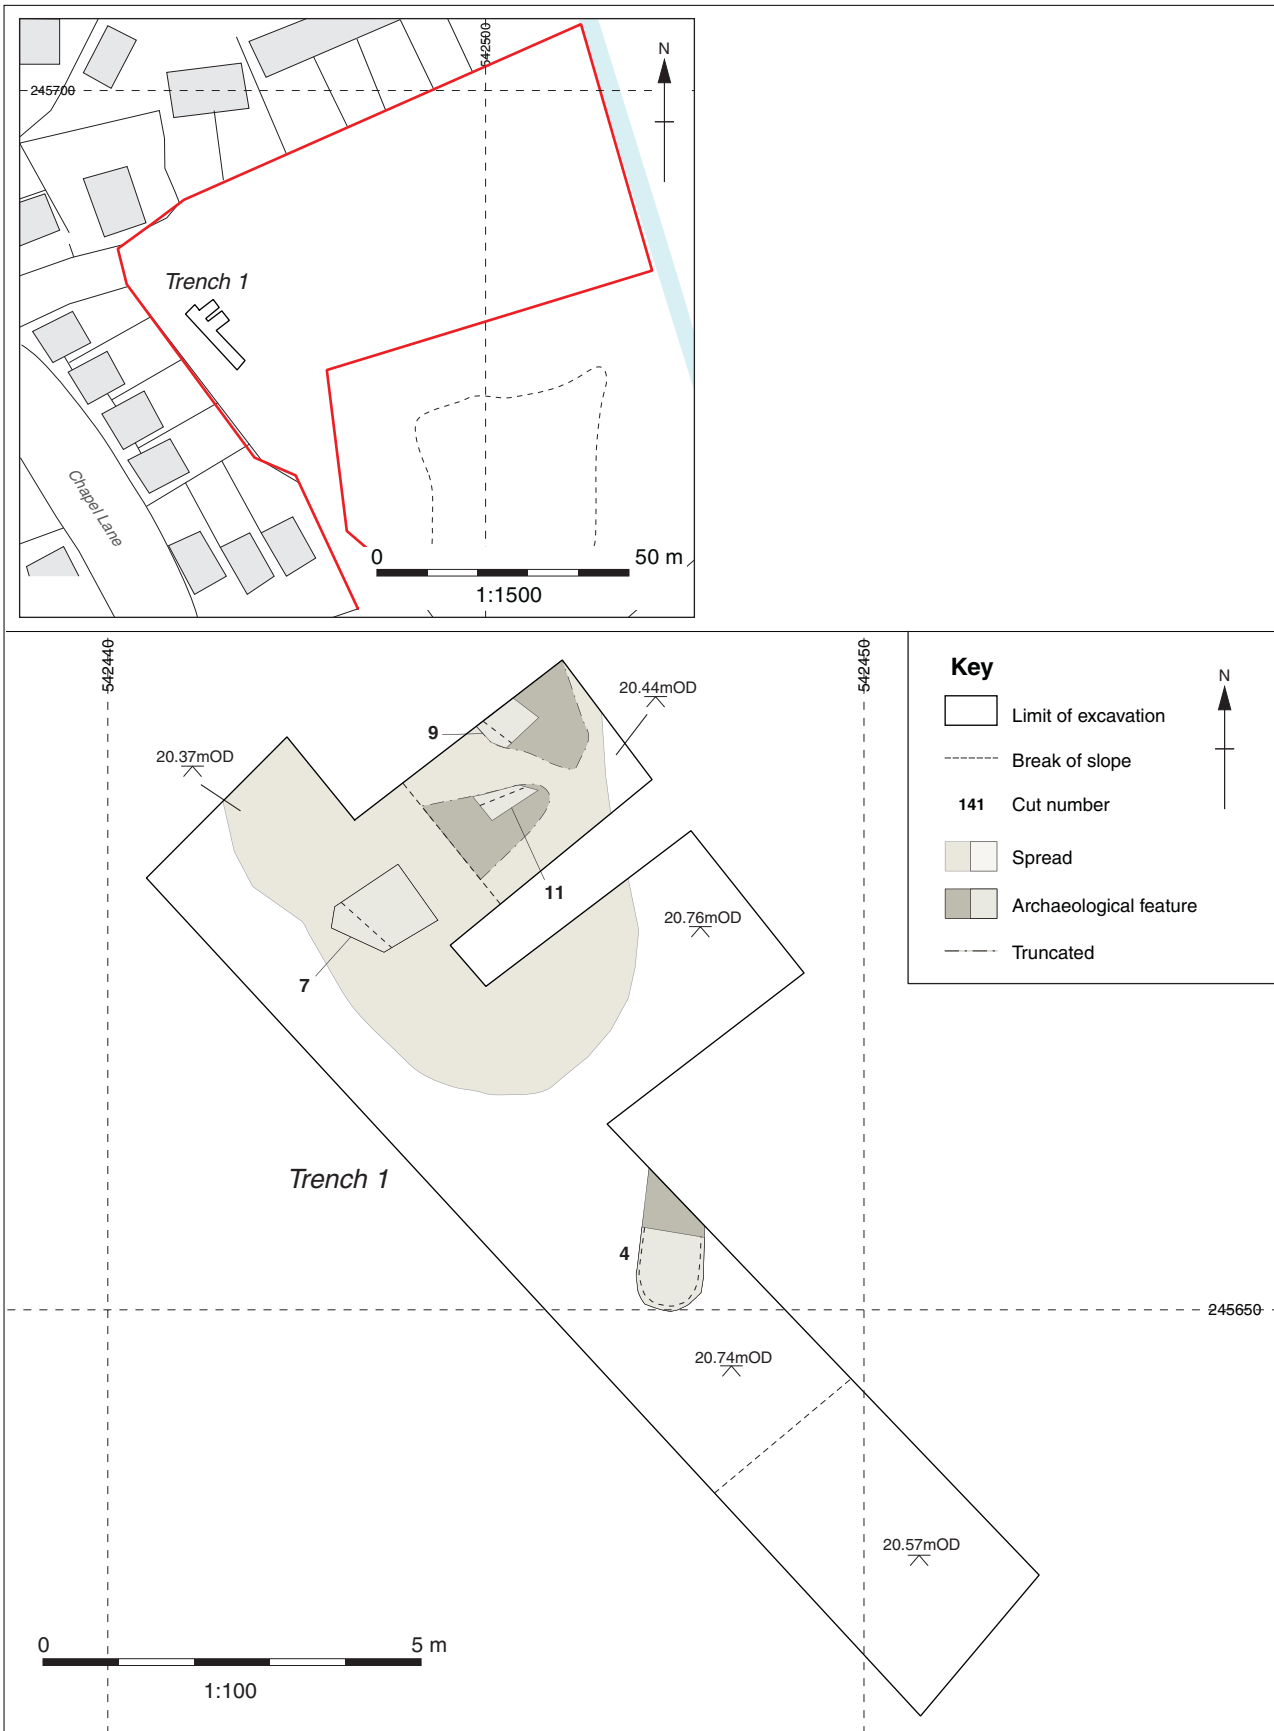 542500
N
245700
Trench 1
Chapel Lane
0 50 m
1:1500
542440
542450
20.44mOD
9
20.37mOD
11
20.76mOD
7
Trench 1
4
245650
20.74mOD
20.57mOD
0 5 m
1:100
Key
N
Limit of excavation
Break of slope
141 Cut number
Spread
Archaeological feature
Truncated